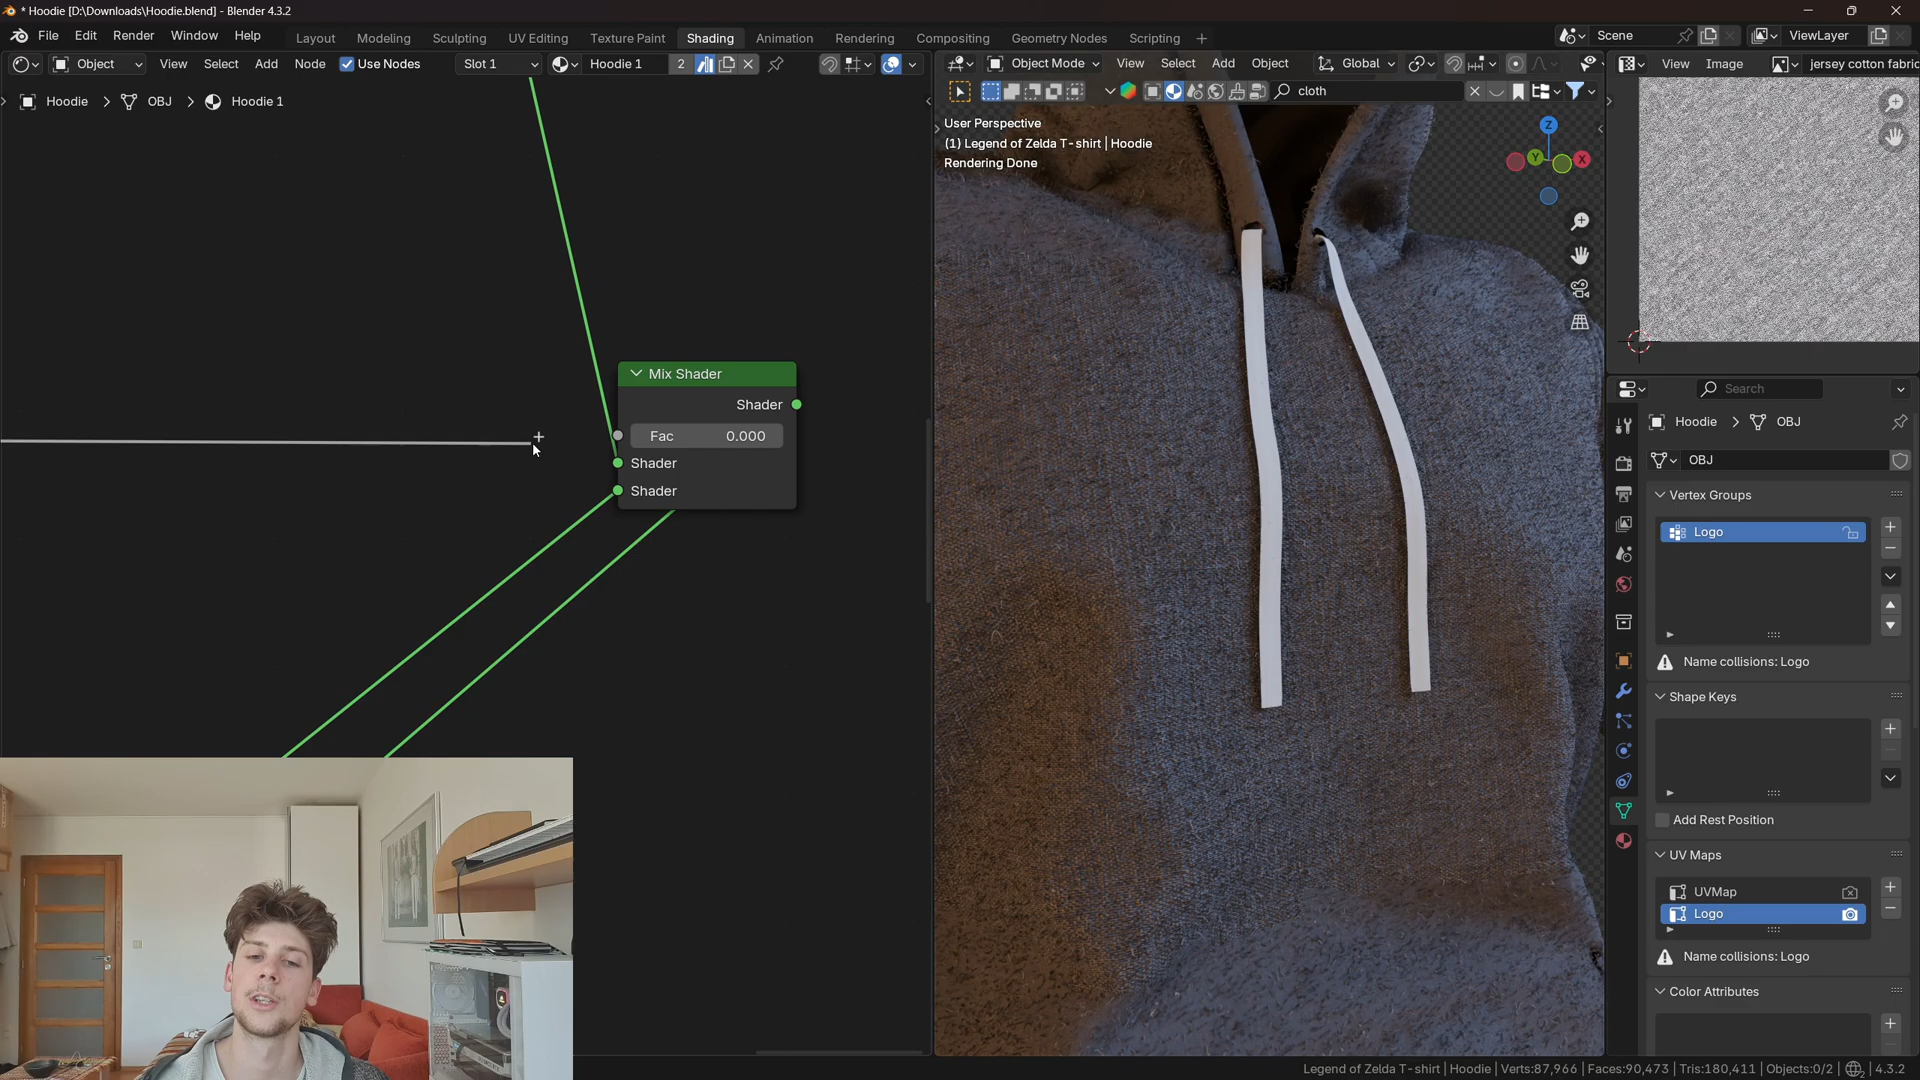 * Hoodie [D:\Downloads\Hoodie.blend] - Blender 4.3.2
File Edit Render Window Help
Layout Modeling Sculpting UV Editing Texture Paint Shading Animation Rendering Compositing Geometry Nodes Scripting +
Scene ViewLayer
Object View Select Add Node Use Nodes Slot 1 Hoodie 1 2
Object Mode View Select Add Object Global
View Image jersey cotton fabric
cloth
Hoodie > OBJ > Hoodie 1
User Perspective
(1) Legend of Zelda T-shirt | Hoodie
Rendering Done
Z
Y
X
Mix Shader
Shader
Fac 0.000
Shader
Shader
Search
Hoodie > OBJ
OBJ
Vertex Groups
Logo
Name collisions: Logo
Shape Keys
Add Rest Position
UV Maps
UVMap
Logo
Name collisions: Logo
Color Attributes
Legend of Zelda T-shirt | Hoodie | Verts:87,966 | Faces:90,473 | Tris:180,411 | Objects:0/2 | 4.3.2